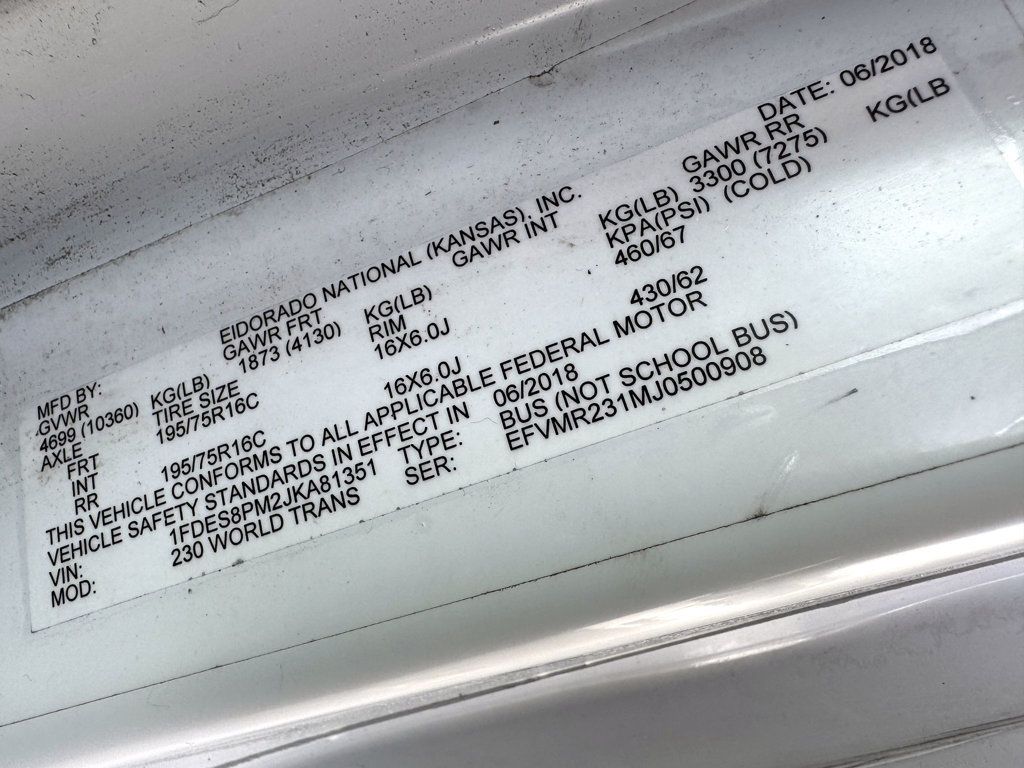 MFD BY: EIDORADO NATIONAL (KANSAS), INC. DATE: 06/2018
GVWR KG(LB) GAWR FRT KG(LB) GAWR INT KG(LB) GAWR RR KG(LB
4699 (10360) 1873 (4130) 3300 (7275)
AXLE TIRE SIZE RIM KPA(PSI) (COLD)
FRT 195/75R16C 16X6.0J 460/67
INT
RR 195/75R16C 16X6.0J 430/62
THIS VEHICLE CONFORMS TO ALL APPLICABLE FEDERAL MOTOR
VEHICLE SAFETY STANDARDS IN EFFECT IN 06/2018
VIN: 1FDES8PM2JKA81351 TYPE: BUS (NOT SCHOOL BUS)
MOD: 230 WORLD TRANS SER: EFVMR231MJ0500908